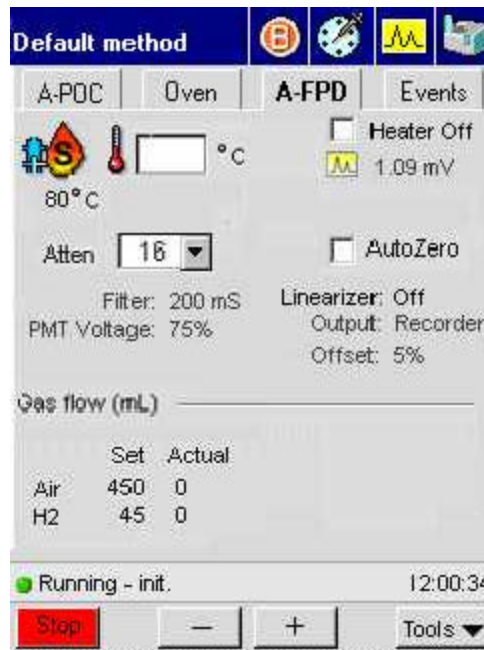 Default method B
A-POC Oven A-FPD Events
S °C Heater Off
1.09 mV
80°C
Atten 16 AutoZero
Filter: 200 mS Linearizer: Off
PMT Voltage: 75% Output: Recorder
Offset: 5%
Gas flow (mL)
Set Actual
Air 450 0
H2 45 0
Running - init. 12:00:34
Stop - + Tools